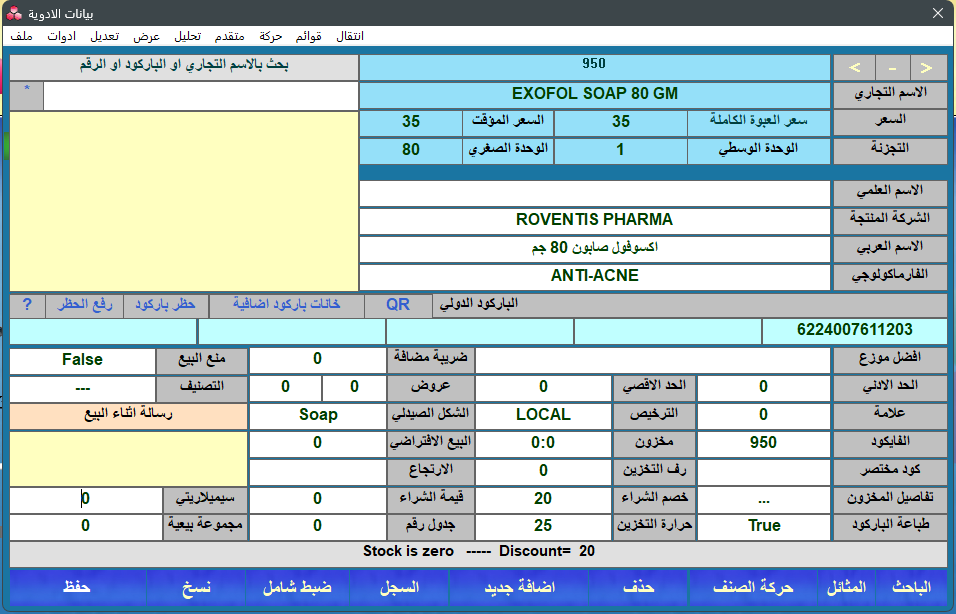 بيانات الادوية
ملف ادوات تعديل عرض تحليل متقدم حركة قوائم انتقال
< - > 950 بحث بالاسم التجاري او الباركود او الرقم
الاسم التجاري EXOFOL SOAP 80 GM *
السعر سعر العبوة الكاملة 35 السعر المؤقت 35
التجزئة الوحدة الوسطي 1 الوحدة الصغري 80
الاسم العلمي
الشركة المنتجة ROVENTIS PHARMA
الاسم العربي اكسوفول صابون 80 جم
الفارماكولوجي ANTI-ACNE
الباركود الدولي QR خانات باركود اضافية حظر باركود رفع الحظر ?
6224007611203
افضل موزع ضريبة مضافة 0 منع البيع False
الحد الادني 0 الحد الاقصي 0 عروض 0 0 التصنيف ---
علامة 0 الترخيص LOCAL الشكل الصيدلي Soap رسالة اثناء البيع
الفايكود 950 مخزون 0:0 البيع الافتراضي 0
كود مختصر رف التخزين 0 الارتجاع
تفاصيل المخزون ... خصم الشراء 20 قيمة الشراء 0 سيميلاريتي 0
طباعة الباركود True حرارة التخزين 25 جدول رقم 0 مجموعة بيعية 0
Stock is zero ----- Discount= 20
الباحث المثائل حركة الصنف حذف اضافة جديد السجل ضبط شامل نسخ حفظ